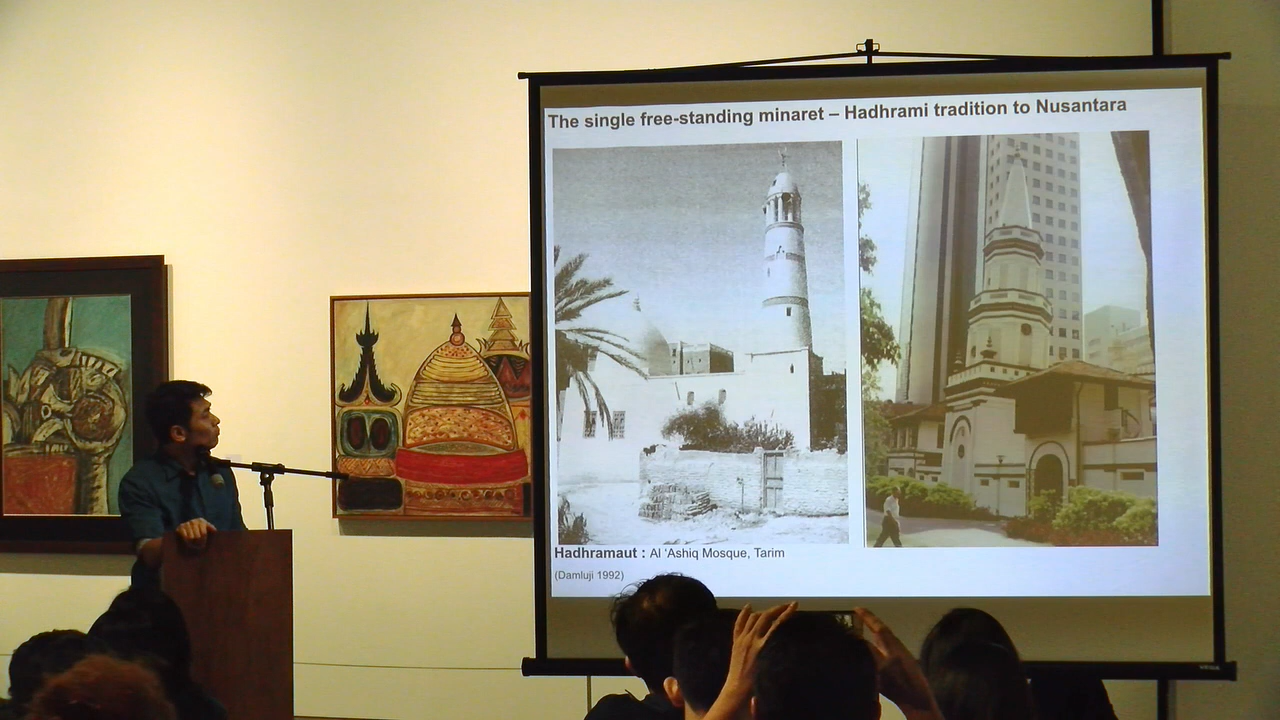 The single free-standing minaret – Hadhrami tradition to Nusantara
Hadhramaut : Al ‘Ashiq Mosque, Tarim
(Damluji 1992)